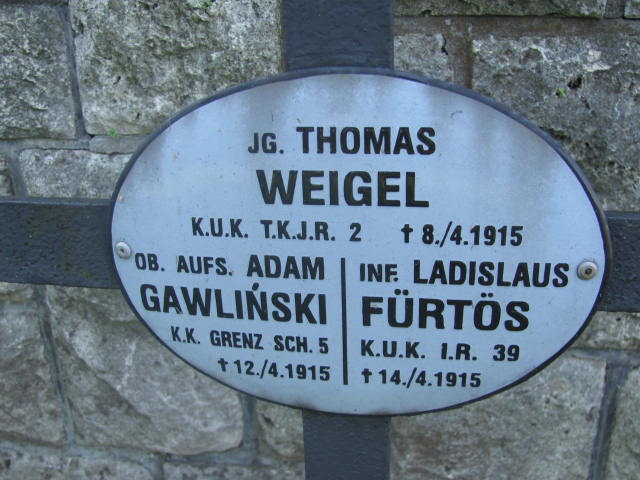 JG. THOMAS
WEIGEL
K.U.K. T.K.J.R. 2 † 8./4.1915
OB. AUFS. ADAM
GAWLIŃSKI
K.K. GRENZ SCH. 5
† 12./4.1915
INF. LADISLAUS
FÜRTÖS
K.U.K. I.R. 39
† 14./4.1915